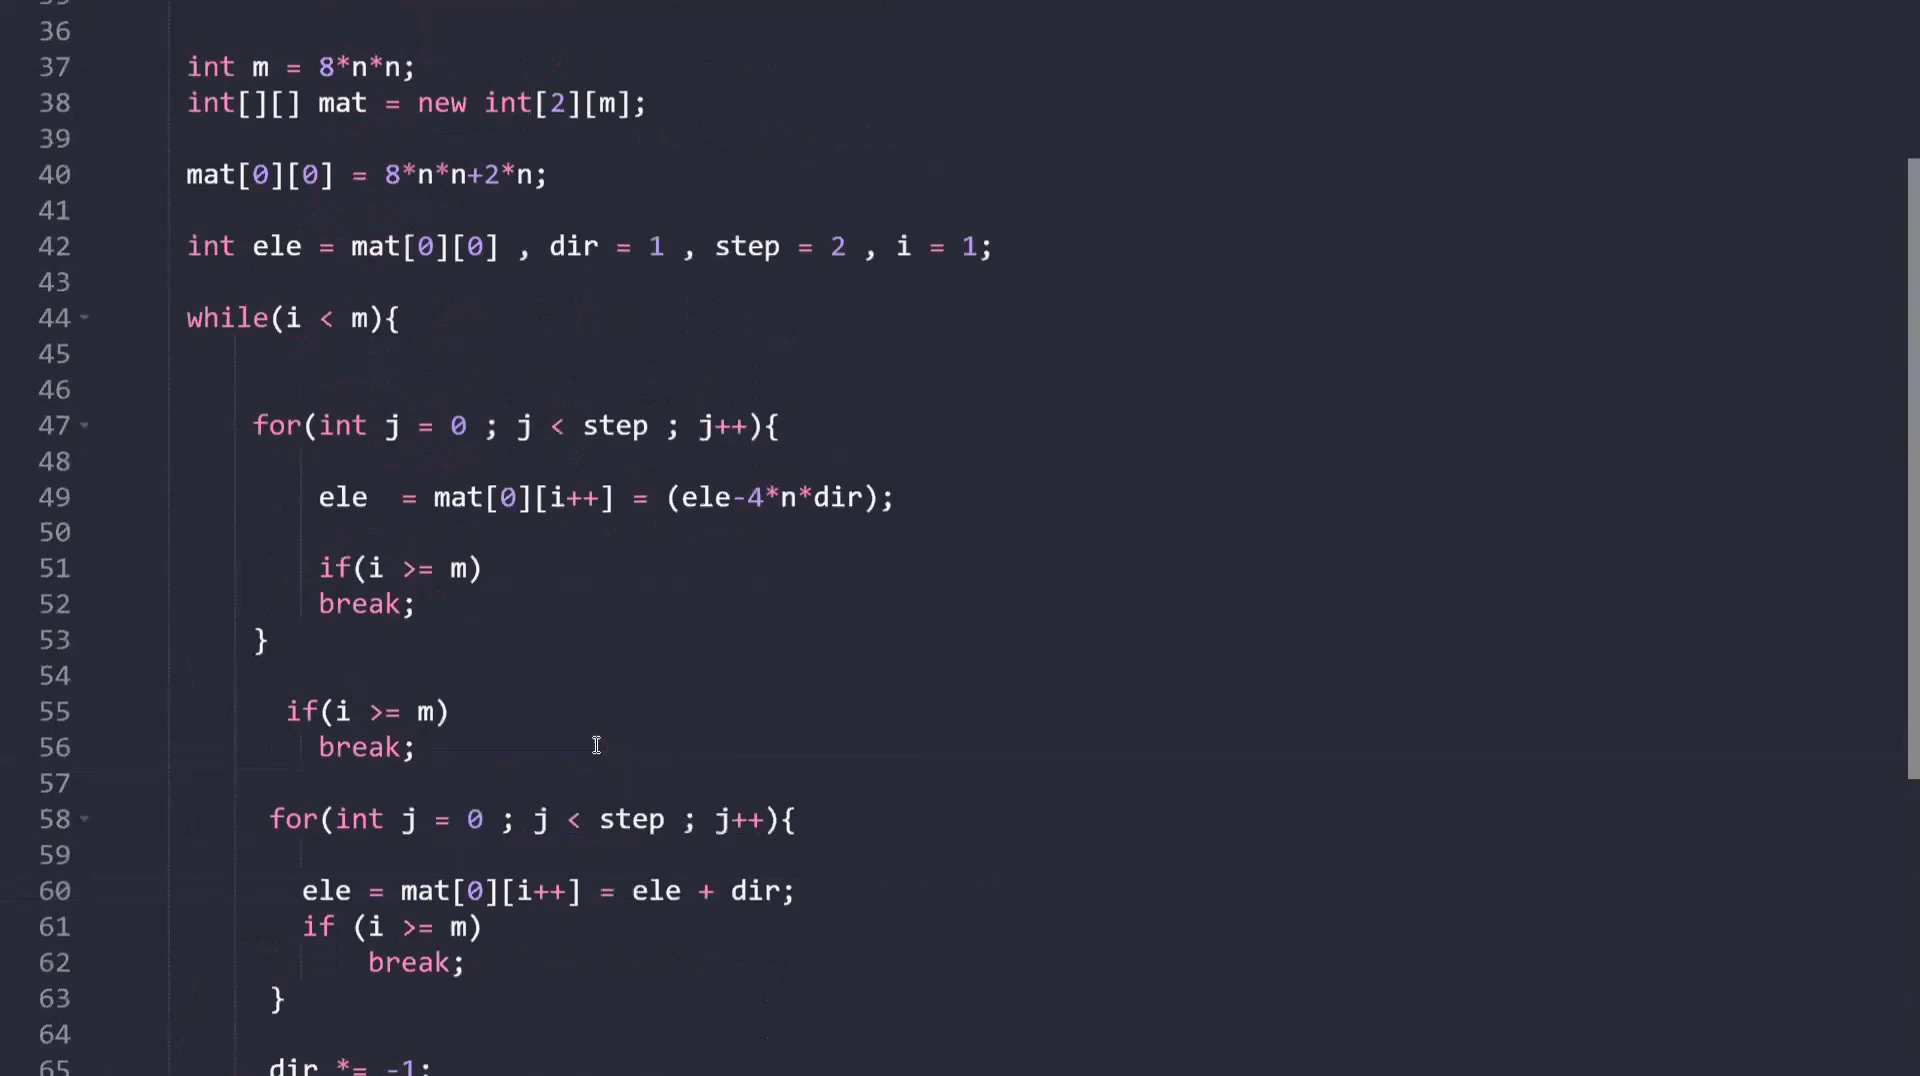 36
37 int m = 8*n*n;
38 int[][] mat = new int[2][m];
39
40 mat[0][0] = 8*n*n+2*n;
41
42 int ele = mat[0][0] , dir = 1 , step = 2 , i = 1;
43
44 while(i < m){
45
46
47 for(int j = 0 ; j < step ; j++){
48
49 ele  = mat[0][i++] = (ele-4*n*dir);
50
51 if(i >= m)
52 break;
53 }
54
55 if(i >= m)
56 break;
57
58 for(int j = 0 ; j < step ; j++){
59
60 ele = mat[0][i++] = ele + dir;
61 if (i >= m)
62 break;
63 }
64
65 dir *= -1;